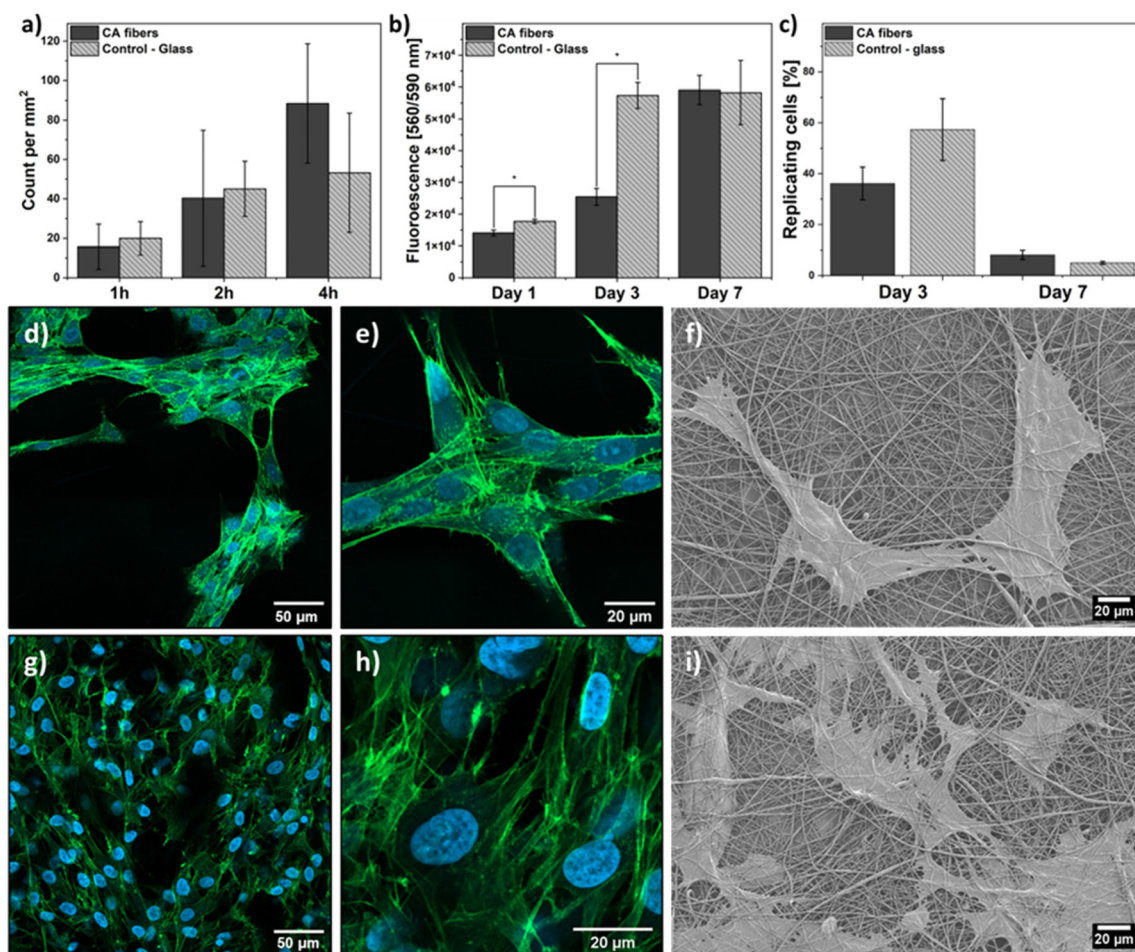 a)
CA fibers
Control - Glass
Count per mm²
120
100
80
60
40
20
0
1h
2h
4h
b)
CA fibers
Control - Glass
Fluoroescence [560/590 nm]
7×10⁴
6×10⁴
5×10⁴
4×10⁴
3×10⁴
2×10⁴
1×10⁴
0
*
*
Day 1
Day 3
Day 7
c)
CA fibers
Control - glass
Replicating cells [%]
80
60
40
20
0
Day 3
Day 7
d)
50 µm
e)
20 µm
f)
20 µm
g)
50 µm
h)
20 µm
i)
20 µm